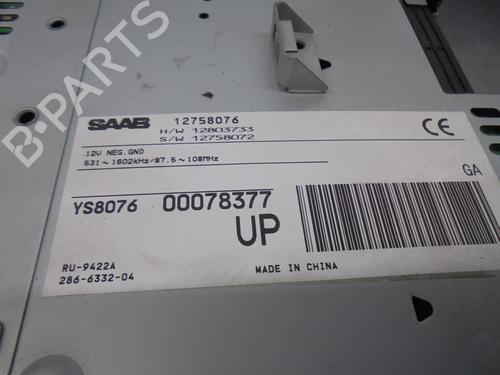 B-PARTS
SAAB 12758076
H/W 12803733
S/W 12758072
CE
12V NEG.GND
531~1602kHz/87.5~108MHz
GA
YS8076 00078377
UP
RU-9422A
286-6332-04
MADE IN CHINA